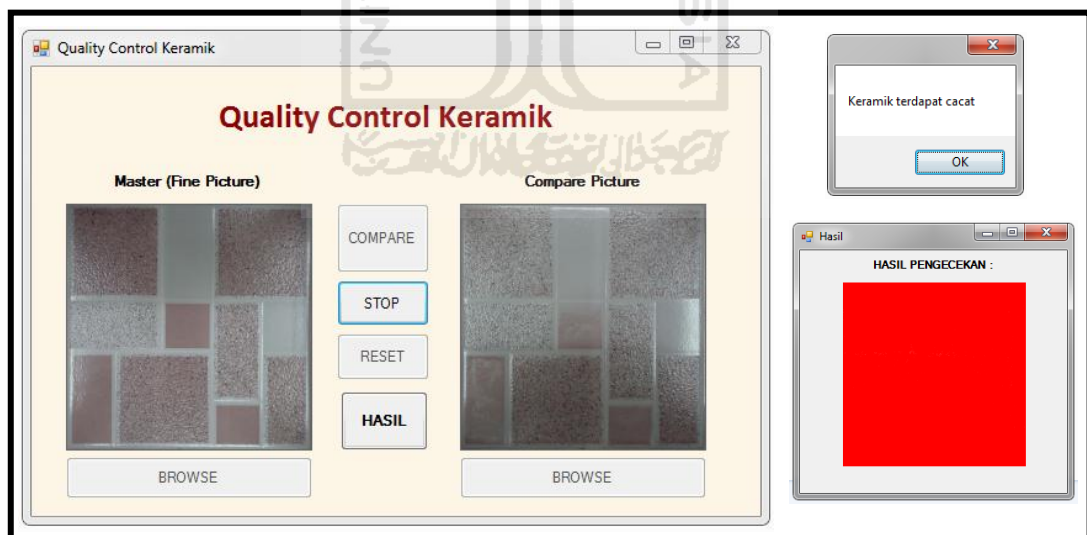 Quality Control Keramik
Quality Control Keramik
Master (Fine Picture)
Compare Picture
COMPARE
STOP
RESET
HASIL
BROWSE
BROWSE
Keramik terdapat cacat
OK
Hasil
HASIL PENGECEKAN :